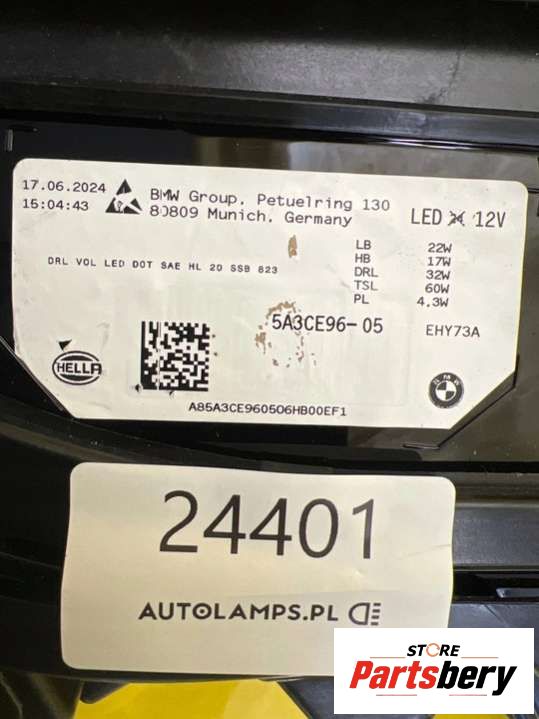 17.06.2024
15:04:43
BMW Group, Petuelring 130
80809 Munich, Germany
LED 12V
LB 22W
HB 17W
DRL 32W
TSL 60W
PL 4.3W
DRL VOL LED DOT SAE HL 20 SSB 623
5A3CE96-05
EHY73A
HELLA
BMW
A85A3CE960506HB00EF1
24401
AUTOLAMPS.PL
STORE
Partsbery